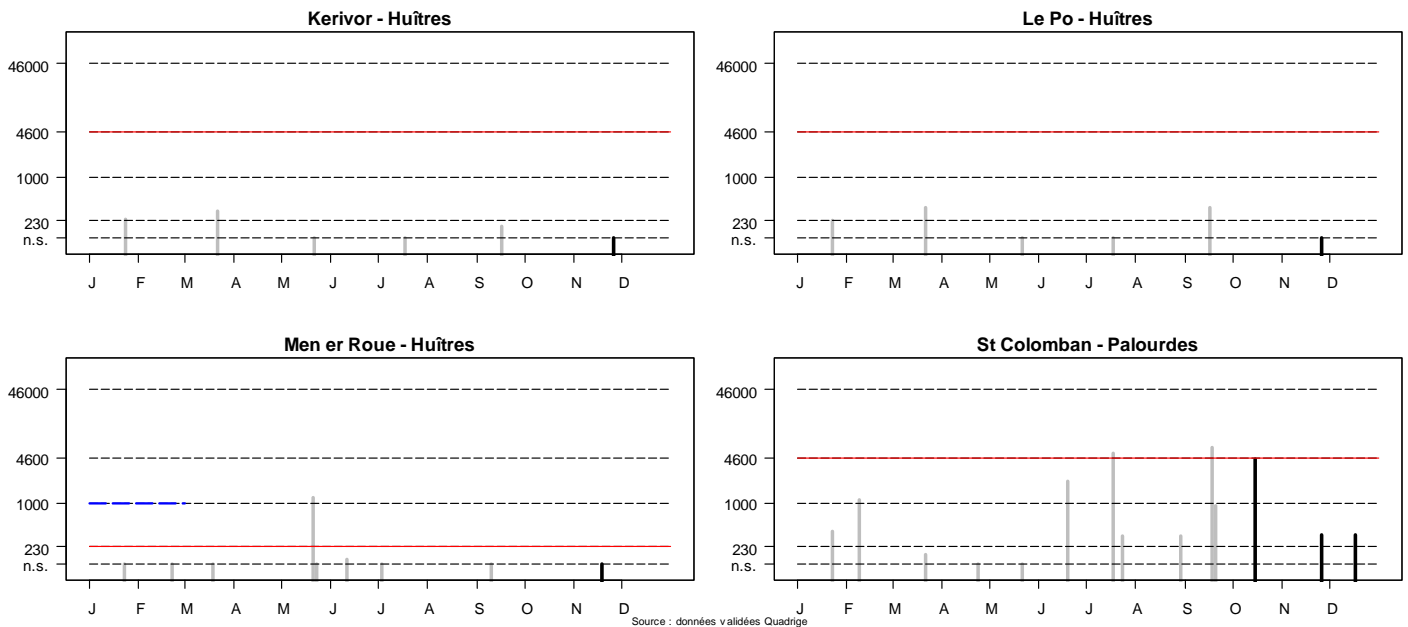 Kerivor - Huîtres
46000
4600
1000
230
n.s.
J F M A M J J A S O N D
Le Po - Huîtres
46000
4600
1000
230
n.s.
J F M A M J J A S O N D
Men er Roue - Huîtres
46000
4600
1000
230
n.s.
J F M A M J J A S O N D
St Colomban - Palourdes
46000
4600
1000
230
n.s.
J F M A M J J A S O N D
Source : données validées Quadrige